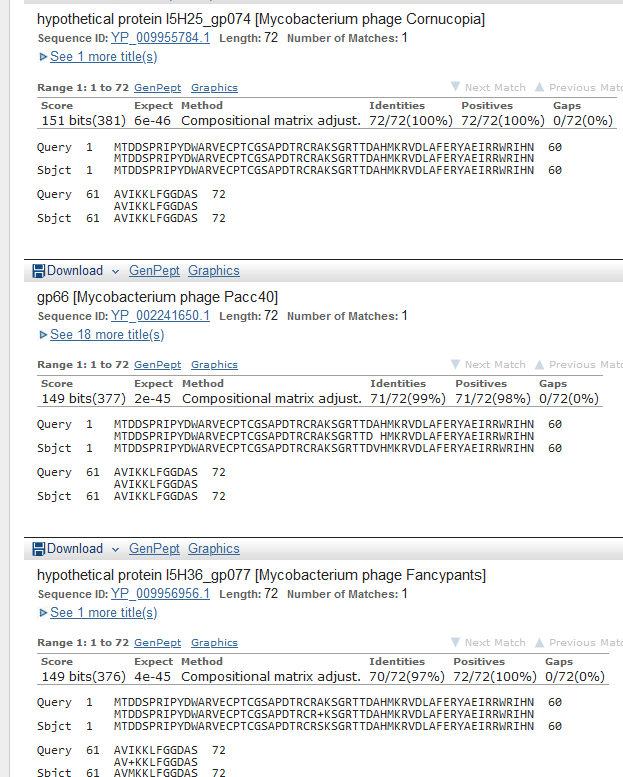 hypothetical protein I5H25_gp074 [Mycobacterium phage Cornucopia]
Sequence ID: YP_009955784.1 Length: 72 Number of Matches: 1
See 1 more title(s)
Range 1: 1 to 72 GenPept Graphics Next Match Previous Matc
Score Expect Method Identities Positives Gaps
151 bits(381) 6e-46 Compositional matrix adjust. 72/72(100%) 72/72(100%) 0/72(0%)
Query 1 MTDDSPRIPYDWARVECPTCGSAPDTRCRAKSGRTTDAHMKRVDLAFERYAEIRRWRIHN 60
MTDDSPRIPYDWARVECPTCGSAPDTRCRAKSGRTTDAHMKRVDLAFERYAEIRRWRIHN
Sbjct 1 MTDDSPRIPYDWARVECPTCGSAPDTRCRAKSGRTTDAHMKRVDLAFERYAEIRRWRIHN 60
Query 61 AVIKKLFGGDAS 72
AVIKKLFGGDAS
Sbjct 61 AVIKKLFGGDAS 72
Download GenPept Graphics
gp66 [Mycobacterium phage Pacc40]
Sequence ID: YP_002241650.1 Length: 72 Number of Matches: 1
See 18 more title(s)
Range 1: 1 to 72 GenPept Graphics Next Match Previous Matc
Score Expect Method Identities Positives Gaps
149 bits(377) 2e-45 Compositional matrix adjust. 71/72(99%) 71/72(98%) 0/72(0%)
Query 1 MTDDSPRIPYDWARVECPTCGSAPDTRCRAKSGRTTDAHMKRVDLAFERYAEIRRWRIHN 60
MTDDSPRIPYDWARVECPTCGSAPDTRCRAKSGRTTD HMKRVDLAFERYAEIRRWRIHN
Sbjct 1 MTDDSPRIPYDWARVECPTCGSAPDTRCRAKSGRTTDVHMKRVDLAFERYAEIRRWRIHN 60
Query 61 AVIKKLFGGDAS 72
AVIKKLFGGDAS
Sbjct 61 AVIKKLFGGDAS 72
Download GenPept Graphics
hypothetical protein I5H36_gp077 [Mycobacterium phage Fancypants]
Sequence ID: YP_009956956.1 Length: 72 Number of Matches: 1
See 1 more title(s)
Range 1: 1 to 72 GenPept Graphics Next Match Previous Matc
Score Expect Method Identities Positives Gaps
149 bits(376) 4e-45 Compositional matrix adjust. 70/72(97%) 72/72(100%) 0/72(0%)
Query 1 MTDDSPRIPYDWARVECPTCGSAPDTRCRAKSGRTTDAHMKRVDLAFERYAEIRRWRIHN 60
MTDDSPRIPYDWARVECPTCGSAPDTRCR+KSGRTTDAHMKRVDLAFERYAEIRRWRIHN
Sbjct 1 MTDDSPRIPYDWARVECPTCGSAPDTRCRSKSGRTTDAHMKRVDLAFERYAEIRRWRIHN 60
Query 61 AVIKKLFGGDAS 72
AV+KKLFGGDAS
Sbjct 61 AVMKKLFGGDAS 72